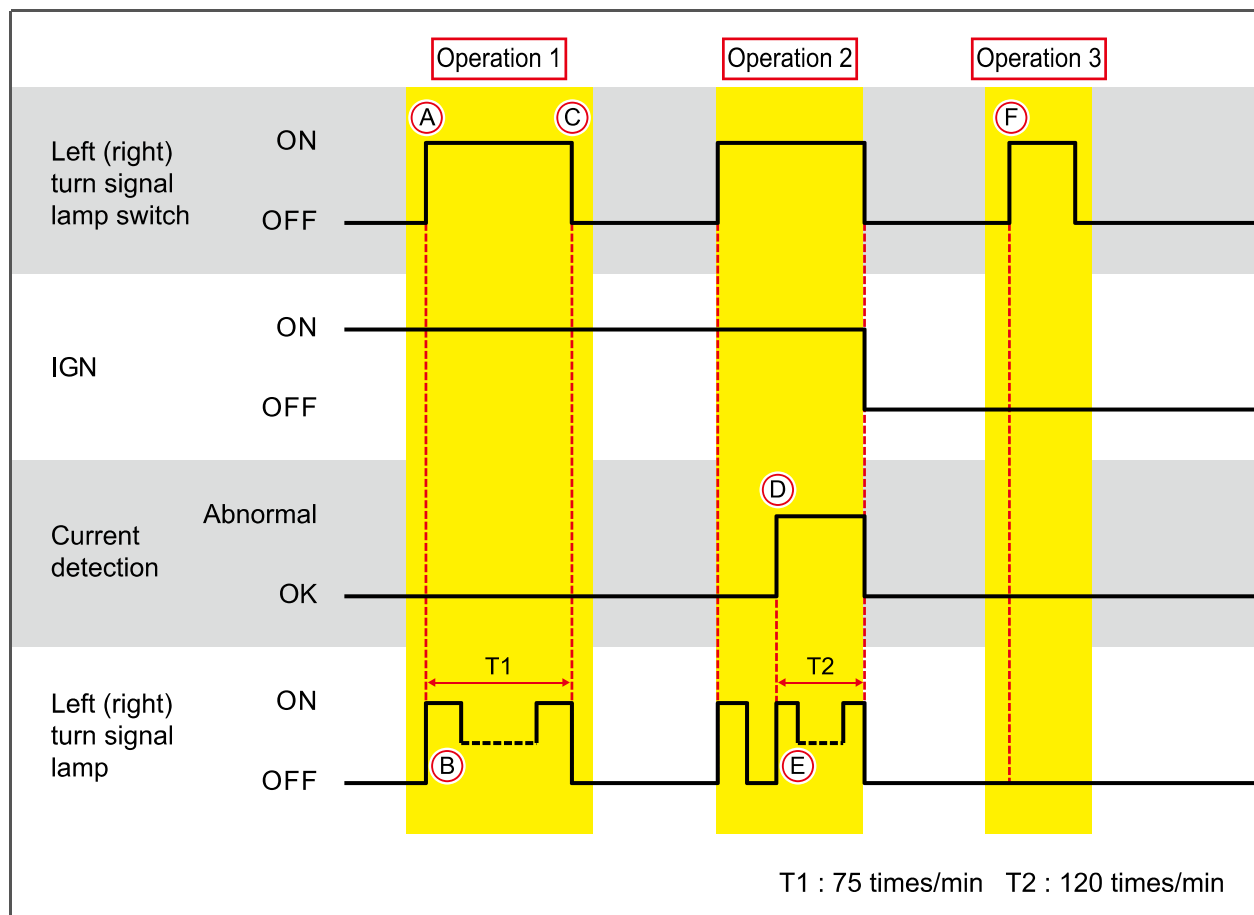 Operation 1
Operation 2
Operation 3
A
C
F
Left (right)
turn signal
lamp switch
ON
OFF
IGN
ON
OFF
D
Current
detection
Abnormal
OK
T1
T2
Left (right)
turn signal
lamp
ON
OFF
B
E
T1 : 75 times/min T2 : 120 times/min